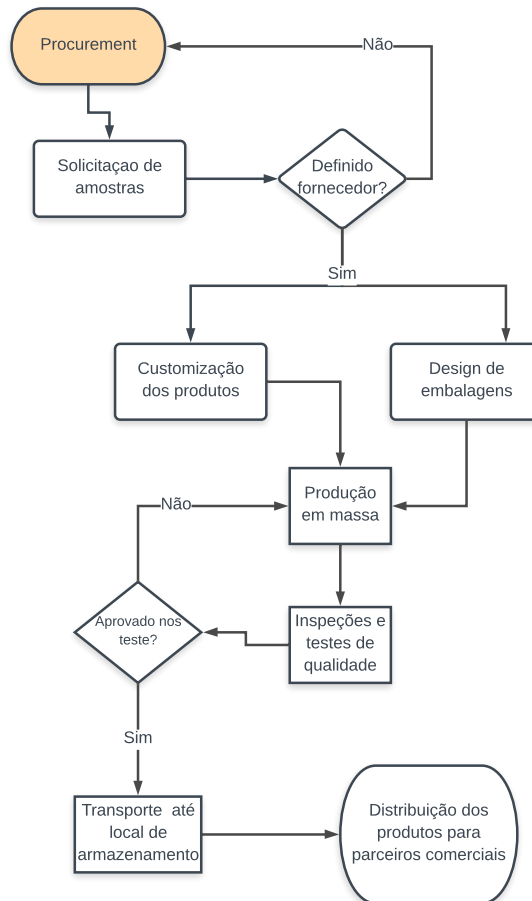 Procurement
Não
Solicitaçao de
amostras
Definido
fornecedor?
Sim
Customização
dos produtos
Design de
embalagens
Produção
em massa
Não
Aprovado nos
teste?
Inspeções e
testes de
qualidade
Sim
Transporte até
local de
armazenamento
Distribuição dos
produtos para
parceiros comerciais